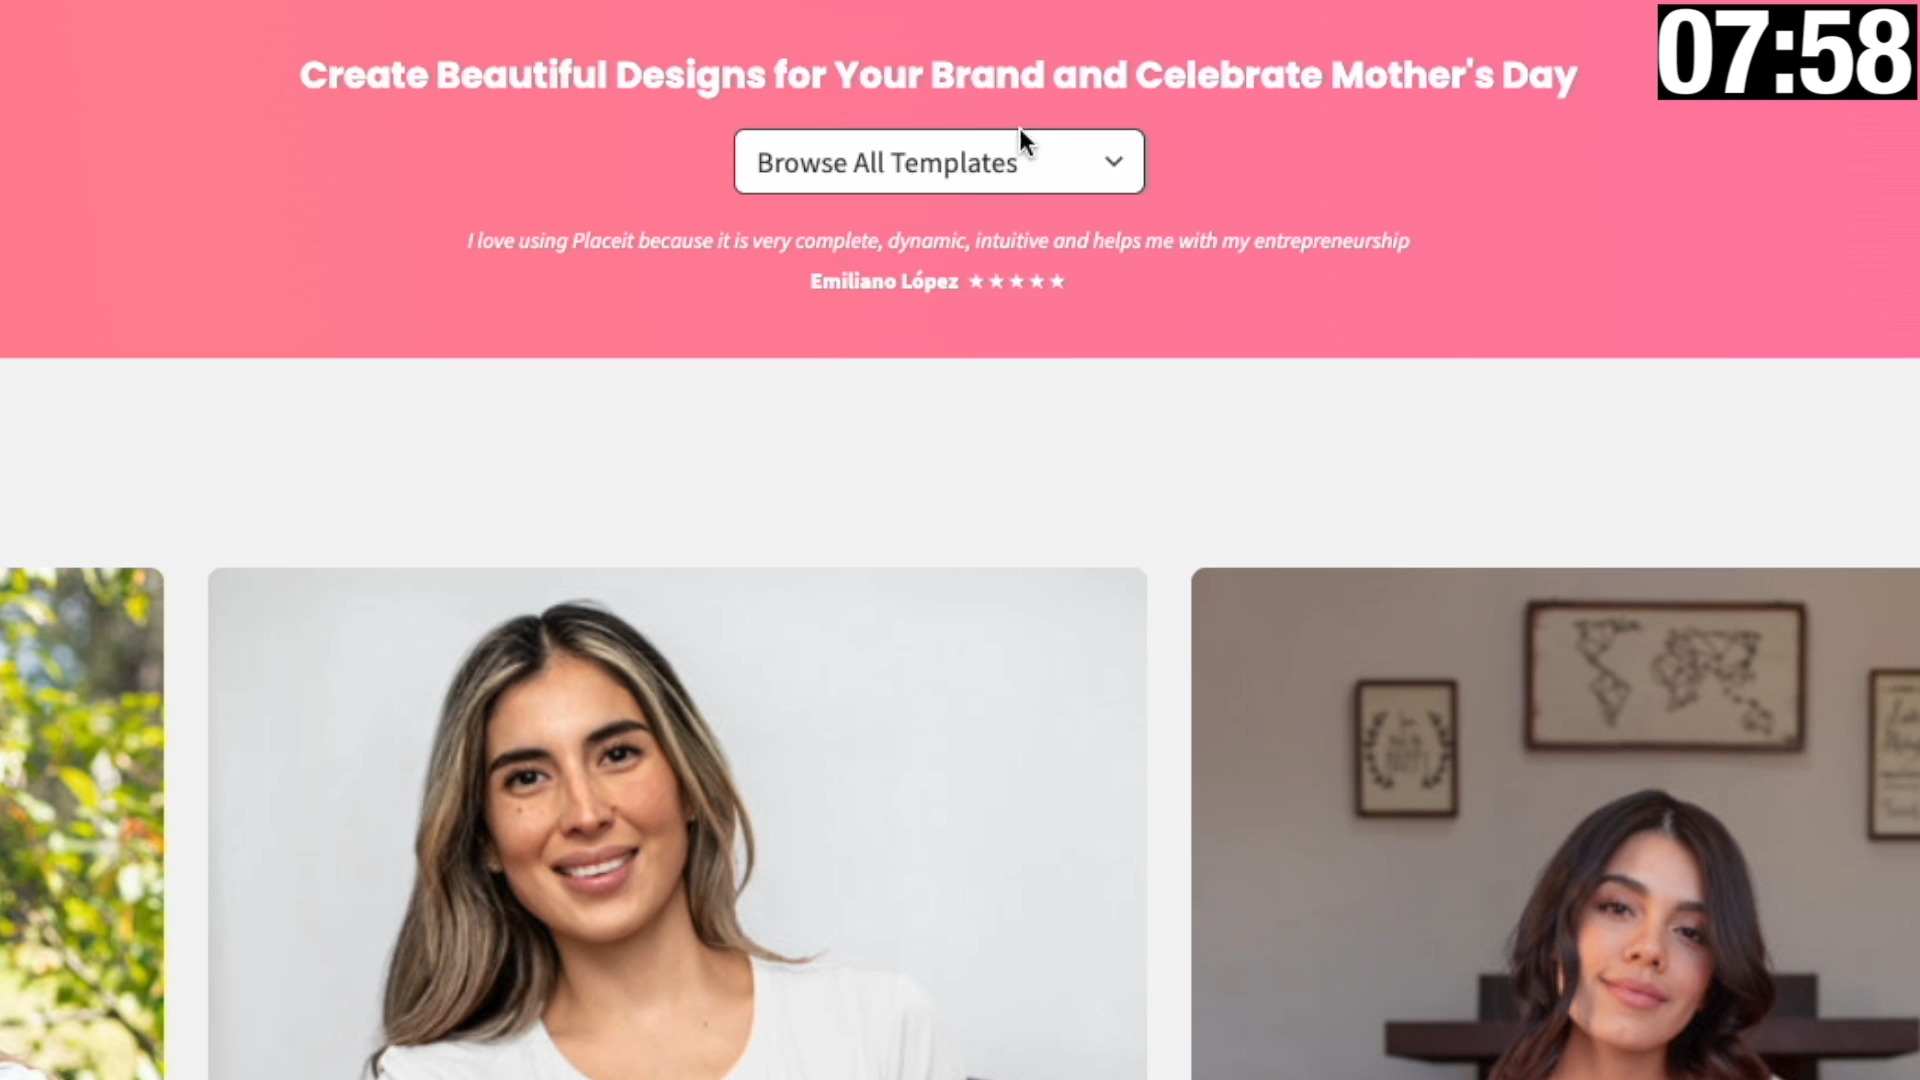 07:58
Create Beautiful Designs for Your Brand and Celebrate Mother's Day
Browse All Templates
I love using Placeit because it is very complete, dynamic, intuitive and helps me with my entrepreneurship
Emiliano López ★★★★★